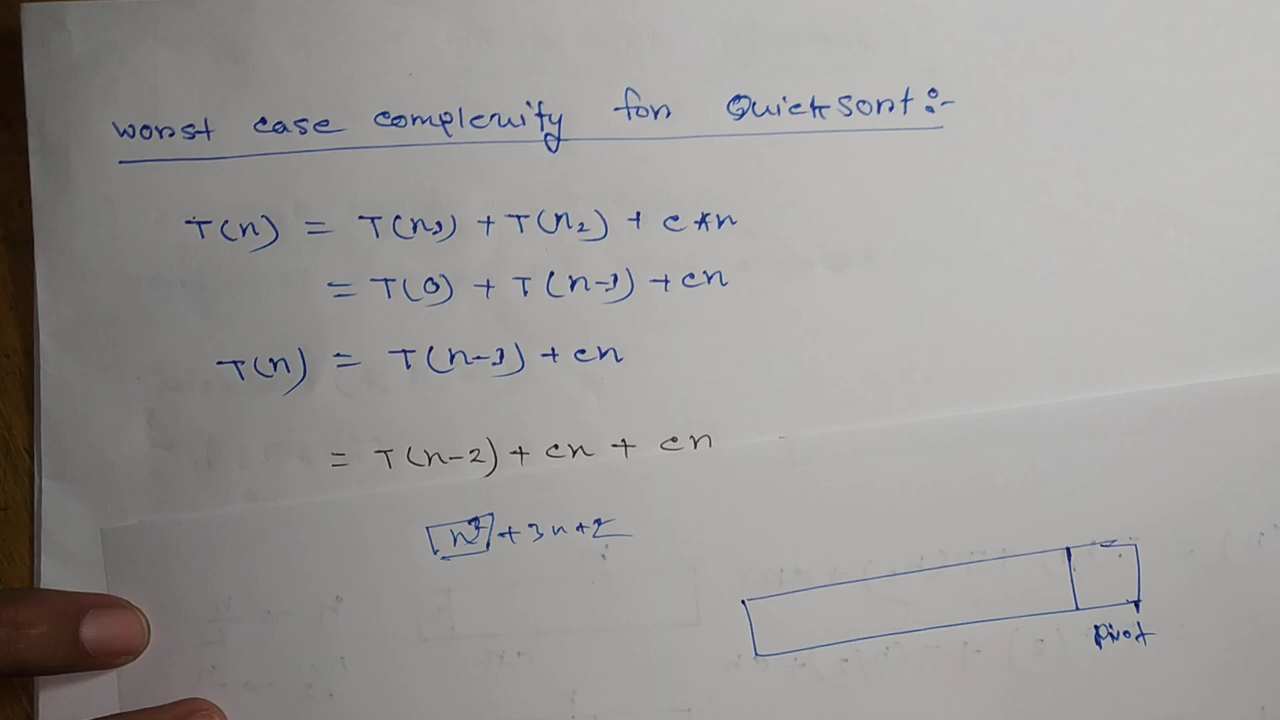 worst case complexity for Quicksort :-
T(n) = T(n1) + T(n2) + c*n
= T(0) + T(n-1) + cn
T(n) = T(n-1) + cn
= T(n-2) + cn + cn
n² + 3n + 2
Pivot